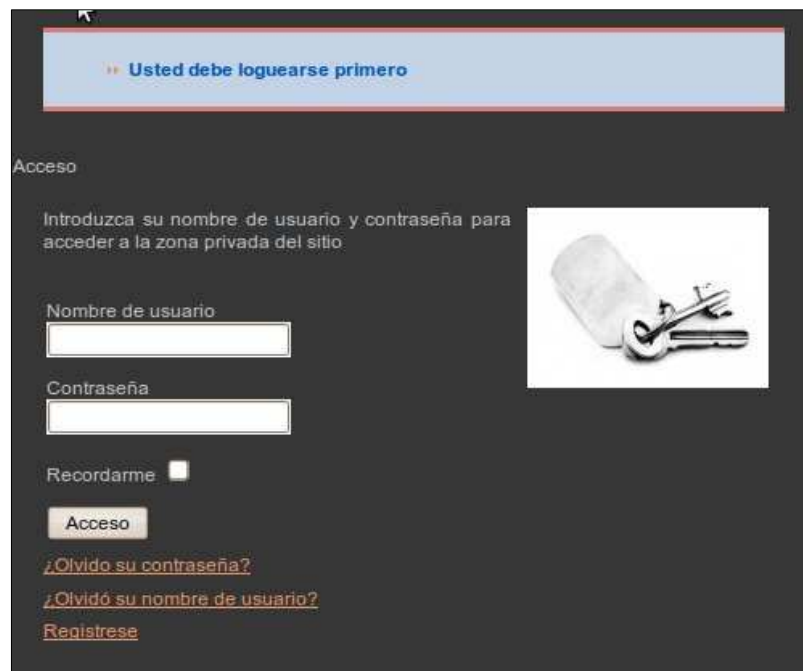 Usted debe loguearse primero
Acceso
Introduzca su nombre de usuario y contraseña para
acceder a la zona privada del sitio
Nombre de usuario
Contraseña
Recordarme
Acceso
¿Olvido su contraseña?
¿Olvidó su nombre de usuario?
Registrese